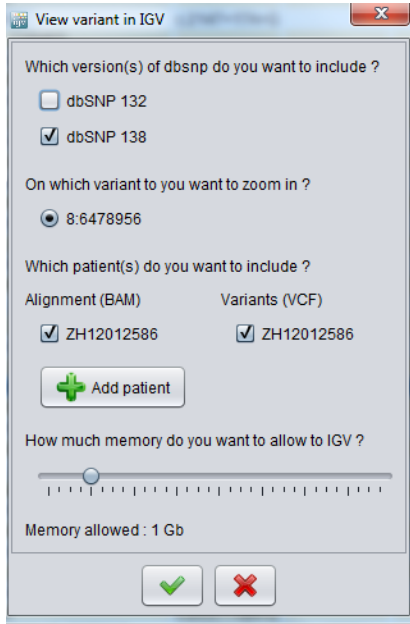 View variant in IGV
Which version(s) of dbsnp do you want to include ?
dbSNP 132
dbSNP 138
On which variant to you want to zoom in ?
8:6478956
Which patient(s) do you want to include ?
Alignment (BAM) Variants (VCF)
ZH12012586 ZH12012586
Add patient
How much memory do you want to allow to IGV ?
Memory allowed : 1 Gb